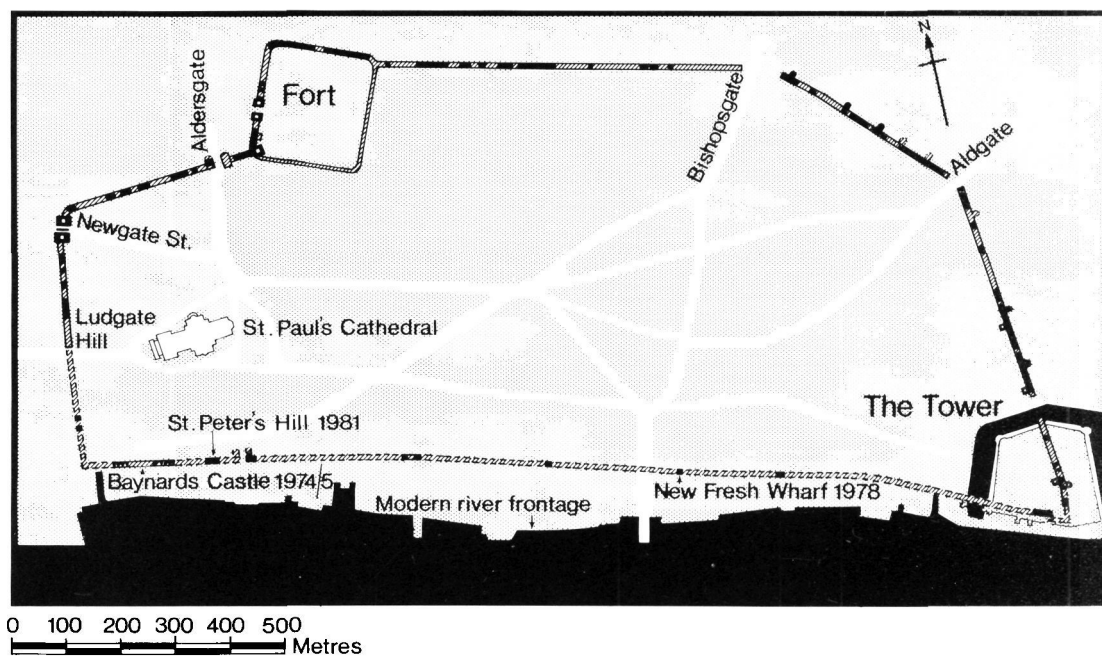 N
Aldersgate
Fort
Bishopsgate
Aldgate
Newgate St.
Ludgate
Hill
St. Paul's Cathedral
The Tower
St. Peter's Hill 1981
Baynards Castle 1974/5
New Fresh Wharf 1978
Modern river frontage
0 100 200 300 400 500
Metres